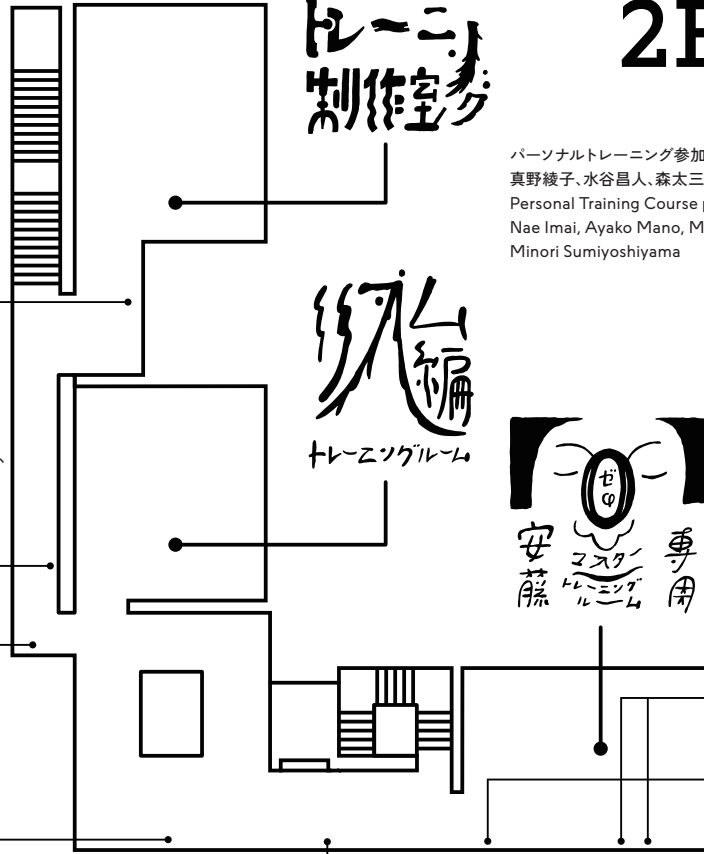 トレーニング
制作室
2F
パーソナルトレーニング参加
真野綾子、水谷昌人、森太三
Personal Training Course
Nae Imai, Ayako Mano, M
Minori Sumiyoshiyama
編
トレーニングルーム
ゼ
安藤
専用
マスター
トレーニング
ルーム